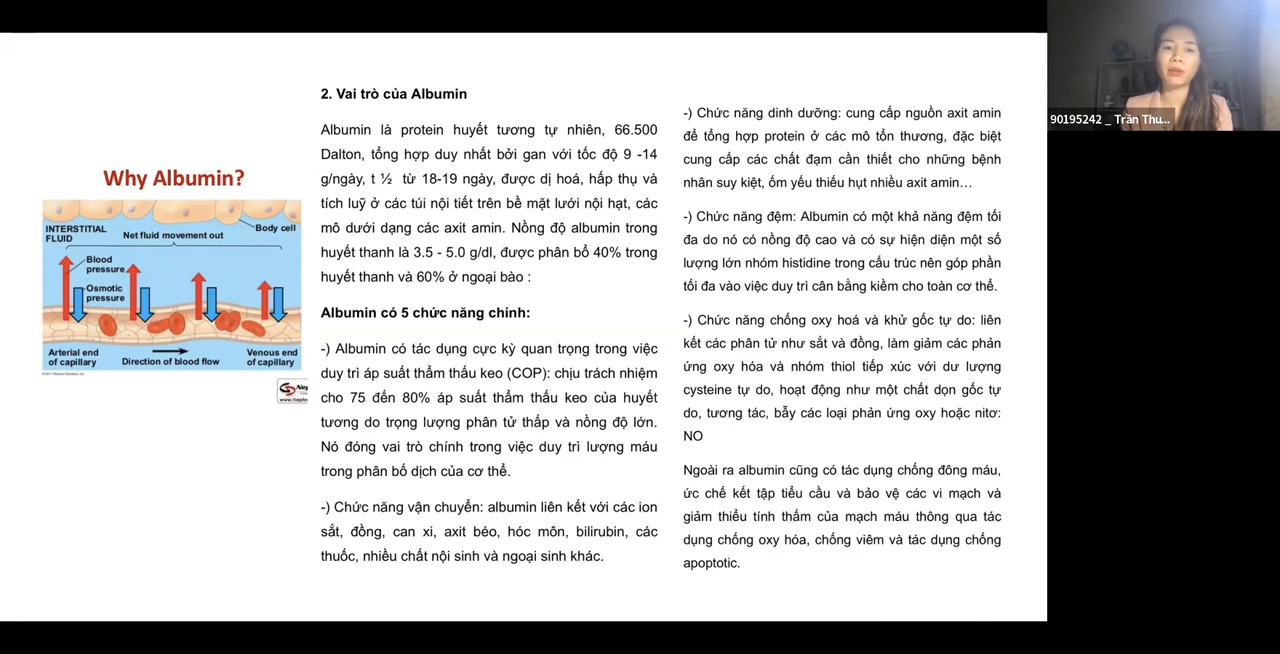 Why Albumin?
INTERSTITIAL
FLUID
Net fluid movement out
Body cell
Blood
pressure
Osmotic
pressure
Arterial end
of capillary
Direction of blood flow
Venous end
of capillary
2. Vai trò của Albumin
Albumin là protein huyết tương tự nhiên, 66.500
Dalton, tổng hợp duy nhất bởi gan với tốc độ 9 -14
g/ngày, t ½ từ 18-19 ngày, được dị hoá, hấp thụ và
tích luỹ ở các túi nội tiết trên bề mặt lưới nội hạt, các
mô dưới dạng các axit amin. Nồng độ albumin trong
huyết thanh là 3.5 - 5.0 g/dl, được phân bổ 40% trong
huyết thanh và 60% ở ngoại bào :
Albumin có 5 chức năng chính:
-) Albumin có tác dụng cực kỳ quan trọng trong việc
duy trì áp suất thẩm thấu keo (COP): chịu trách nhiệm
cho 75 đến 80% áp suất thẩm thấu keo của huyết
tương do trọng lượng phân tử thấp và nồng độ lớn.
Nó đóng vai trò chính trong việc duy trì lượng máu
trong phân bố dịch của cơ thể.
-) Chức năng vận chuyển: albumin liên kết với các ion
sắt, đồng, can xi, axit béo, hóc môn, bilirubin, các
thuốc, nhiều chất nội sinh và ngoại sinh khác.
-) Chức năng dinh dưỡng: cung cấp nguồn axit amin
để tổng hợp protein ở các mô tổn thương, đặc biệt
cung cấp các chất đạm cần thiết cho những bệnh
nhân suy kiệt, ốm yếu thiếu hụt nhiều axit amin…
-) Chức năng đệm: Albumin có một khả năng đệm tối
đa do nó có nồng độ cao và có sự hiện diện một số
lượng lớn nhóm histidine trong cấu trúc nên góp phần
tối đa vào việc duy trì cân bằng kiềm cho toàn cơ thể.
-) Chức năng chống oxy hoá và khử gốc tự do: liên
kết các phân tử như sắt và đồng, làm giảm các phản
ứng oxy hóa và nhóm thiol tiếp xúc với dư lượng
cysteine tự do, hoạt động như một chất dọn gốc tự
do, tương tác, bẫy các loại phản ứng oxy hoặc nitơ:
NO
Ngoài ra albumin cũng có tác dụng chống đông máu,
ức chế kết tập tiểu cầu và bảo vệ các vi mạch và
giảm thiểu tính thấm của mạch máu thông qua tác
dụng chống oxy hóa, chống viêm và tác dụng chống
apoptotic.
90195242 _ Trần Thu...